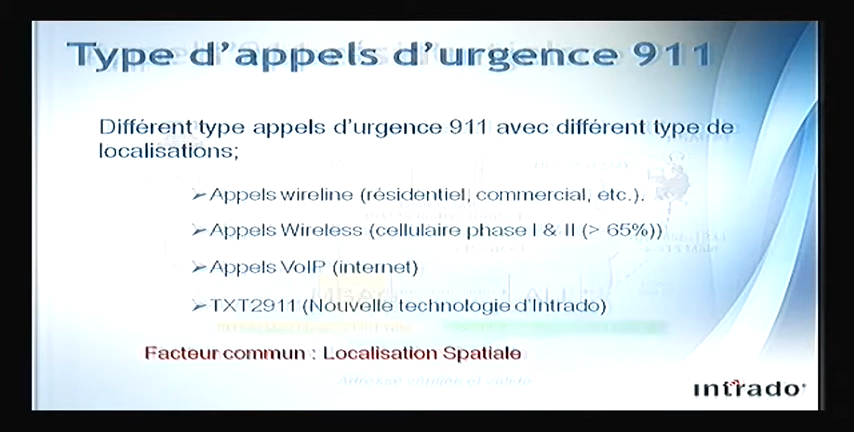 Type d'appels d'urgence 911
Différent type appels d'urgence 911 avec différent type de
localisations;
➢Appels wireline (résidentiel, commercial, etc.).
➢Appels Wireless (cellulaire phase I & II (> 65%))
➢Appels VoIP (internet)
➢TXT2911 (Nouvelle technologie d'Intrado)
Facteur commun : Localisation Spatiale
Adresse vérifiée et valide
intrado